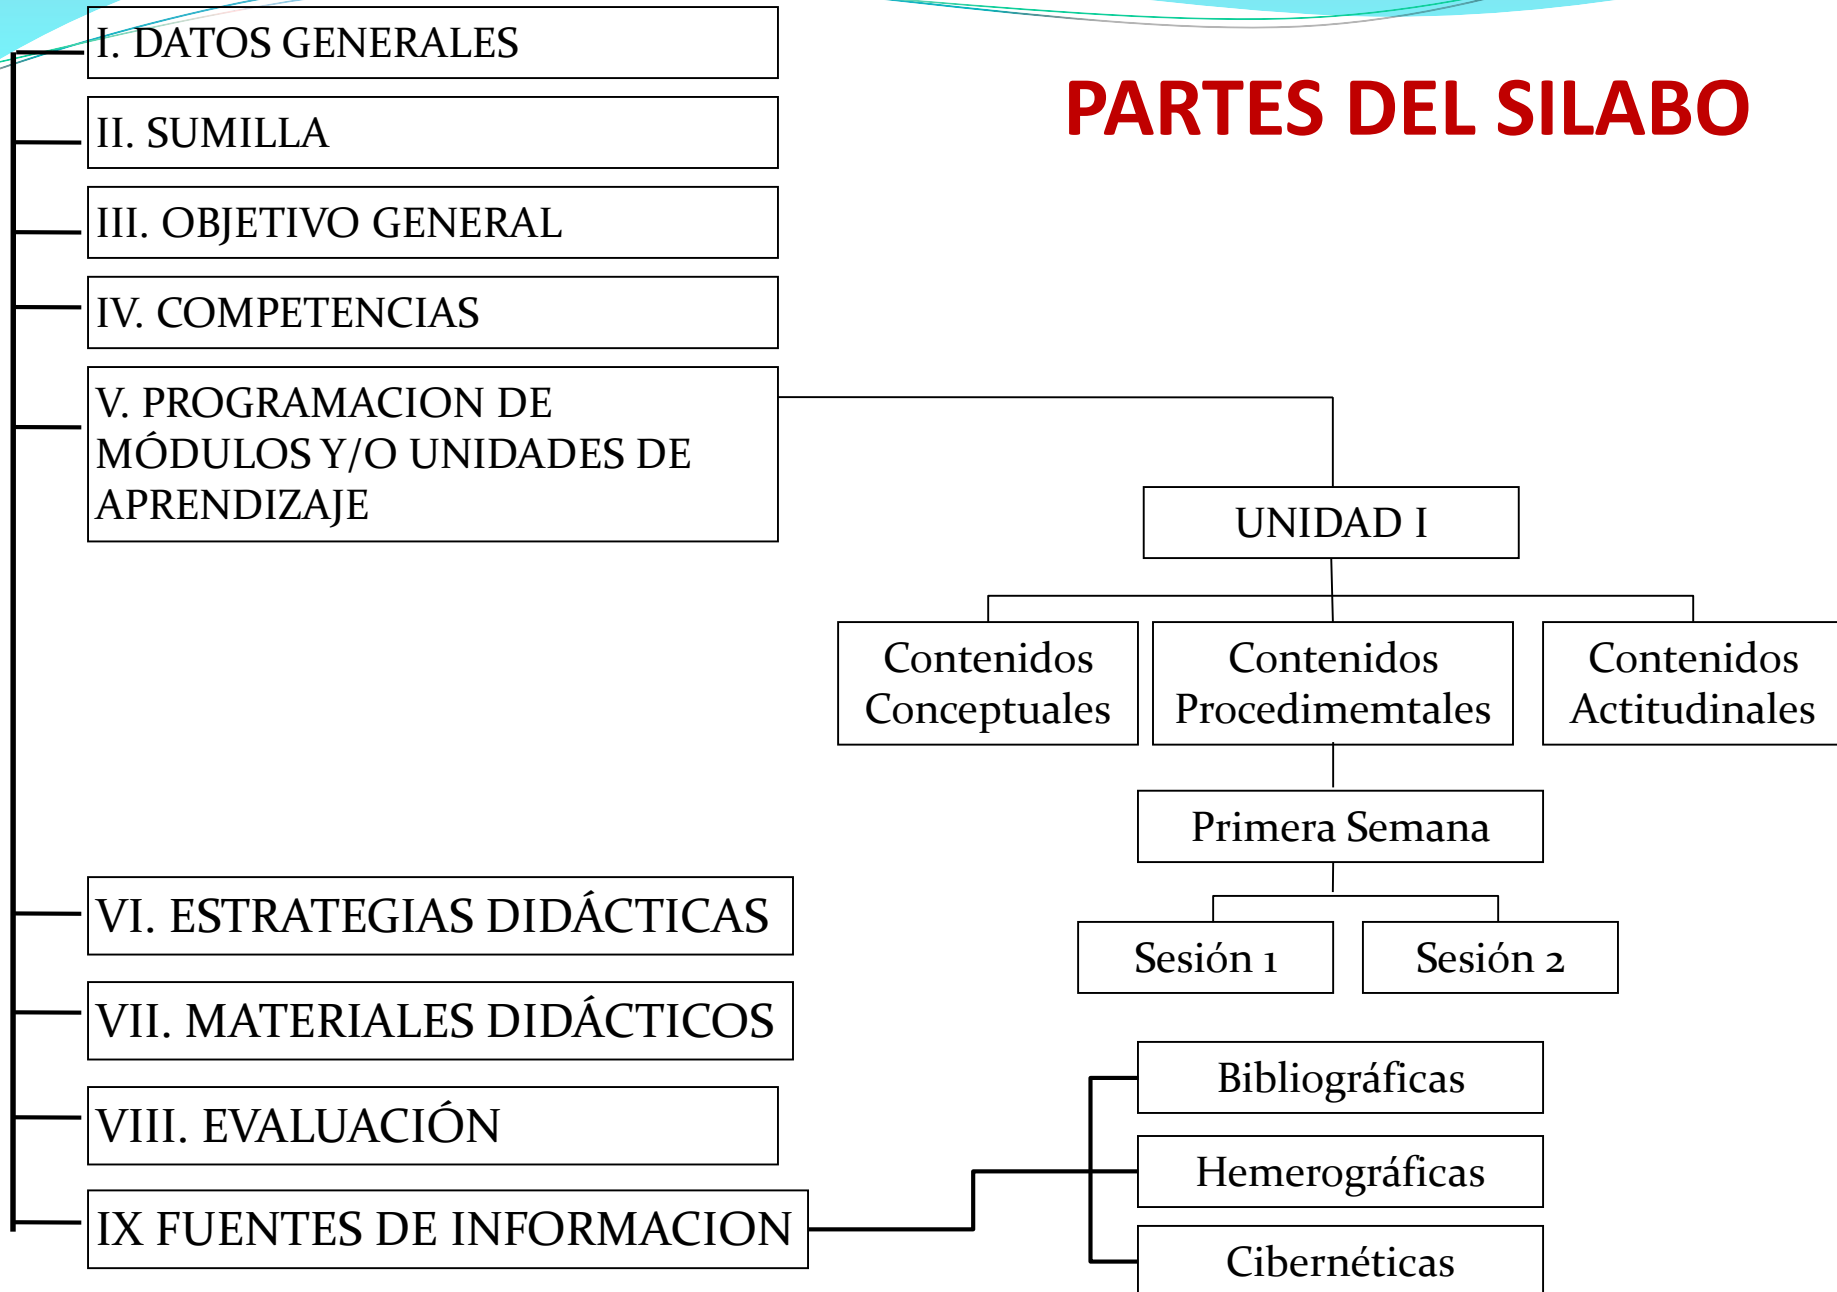 PARTES DEL SILABO
I. DATOS GENERALES
II. SUMILLA
III. OBJETIVO GENERAL
IV. COMPETENCIAS
V. PROGRAMACION DE
MÓDULOS Y/O UNIDADES DE
APRENDIZAJE
UNIDAD I
Contenidos
Conceptuales
Contenidos
Procedimemtales
Contenidos
Actitudinales
Primera Semana
Sesión 1
Sesión 2
VI. ESTRATEGIAS DIDÁCTICAS
VII. MATERIALES DIDÁCTICOS
VIII. EVALUACIÓN
IX FUENTES DE INFORMACION
Bibliográficas
Hemerográficas
Cibernéticas